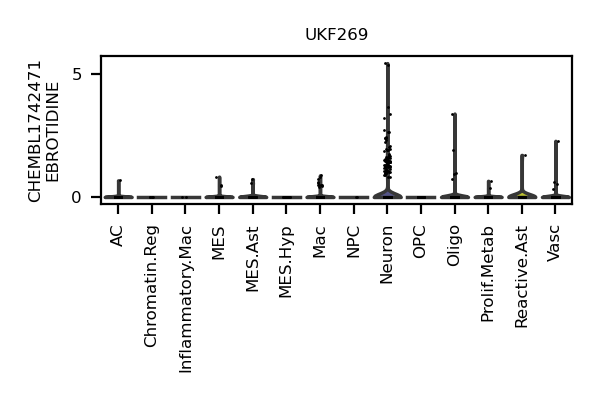 UKF269
CHEMBL1742471
EBROTIDINE
5
0
AC
Chromatin.Reg
Inflammatory.Mac
MES
MES.Ast
MES.Hyp
Mac
NPC
Neuron
OPC
Oligo
Prolif.Metab
Reactive.Ast
Vasc